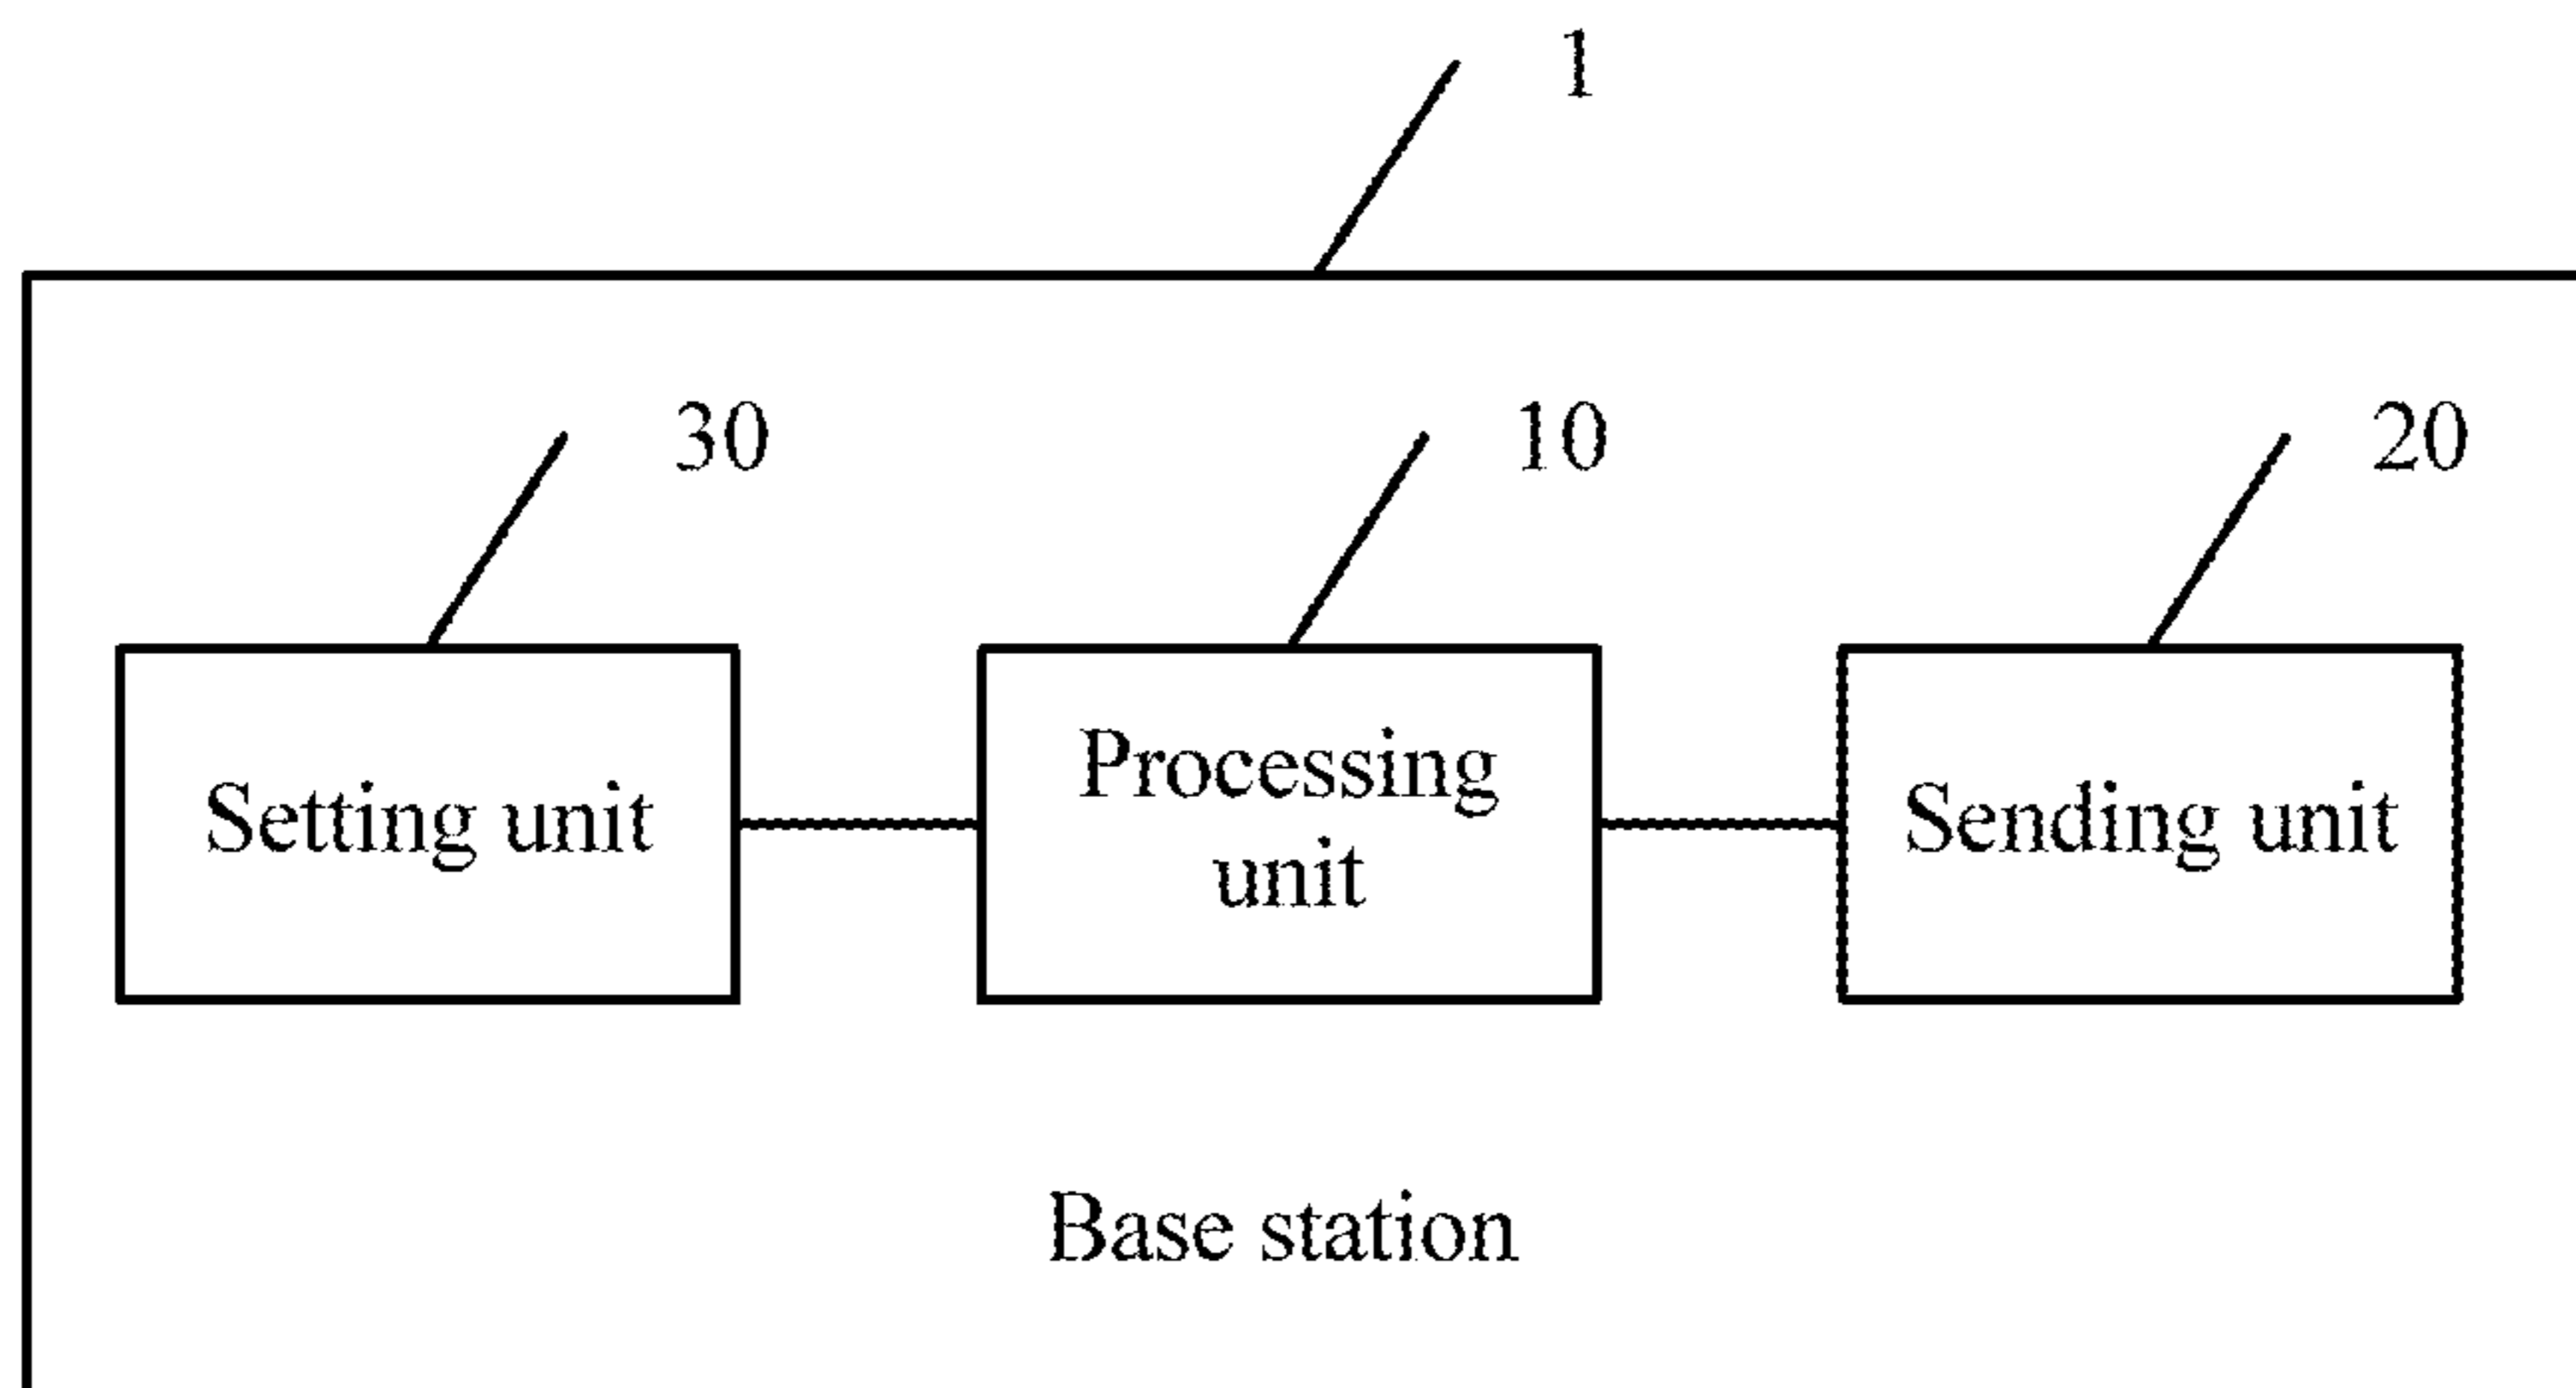 1
30
10
20
Setting unit
Processing
unit
Sending unit
Base station